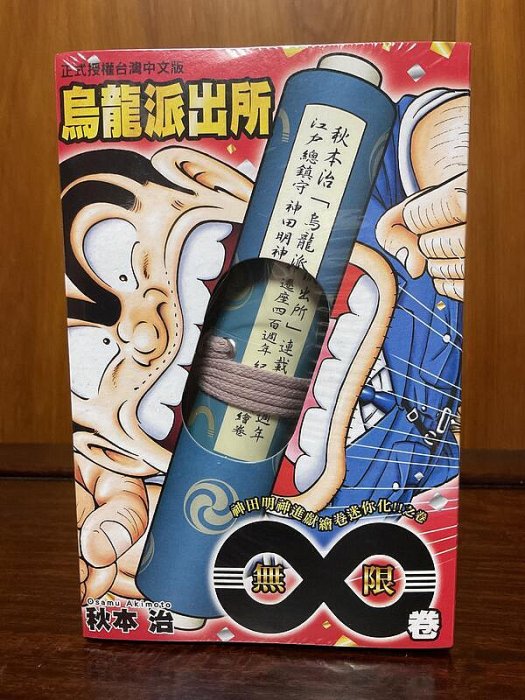 正式授權台灣中文版
烏龍派出所
秋本治「烏龍派出所」連載
江戶總鎮守 神田明神 遷座四百週年 紀
週年
繪卷
神田明神進獻繪卷迷你化!!之卷
無限
卷
Osamu Akimoto
秋本 治